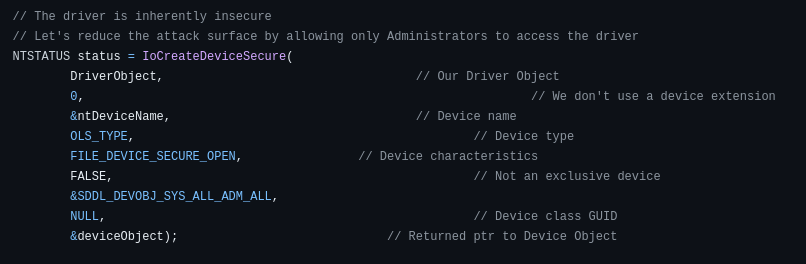 // The driver is inherently insecure
// Let's reduce the attack surface by allowing only Administrators to access the driver
NTSTATUS status = IoCreateDeviceSecure(
DriverObject, // Our Driver Object
0, // We don't use a device extension
&ntDeviceName, // Device name
OLS_TYPE, // Device type
FILE_DEVICE_SECURE_OPEN, // Device characteristics
FALSE, // Not an exclusive device
&SDDL_DEVOBJ_SYS_ALL_ADM_ALL,
NULL, // Device class GUID
&deviceObject); // Returned ptr to Device Object